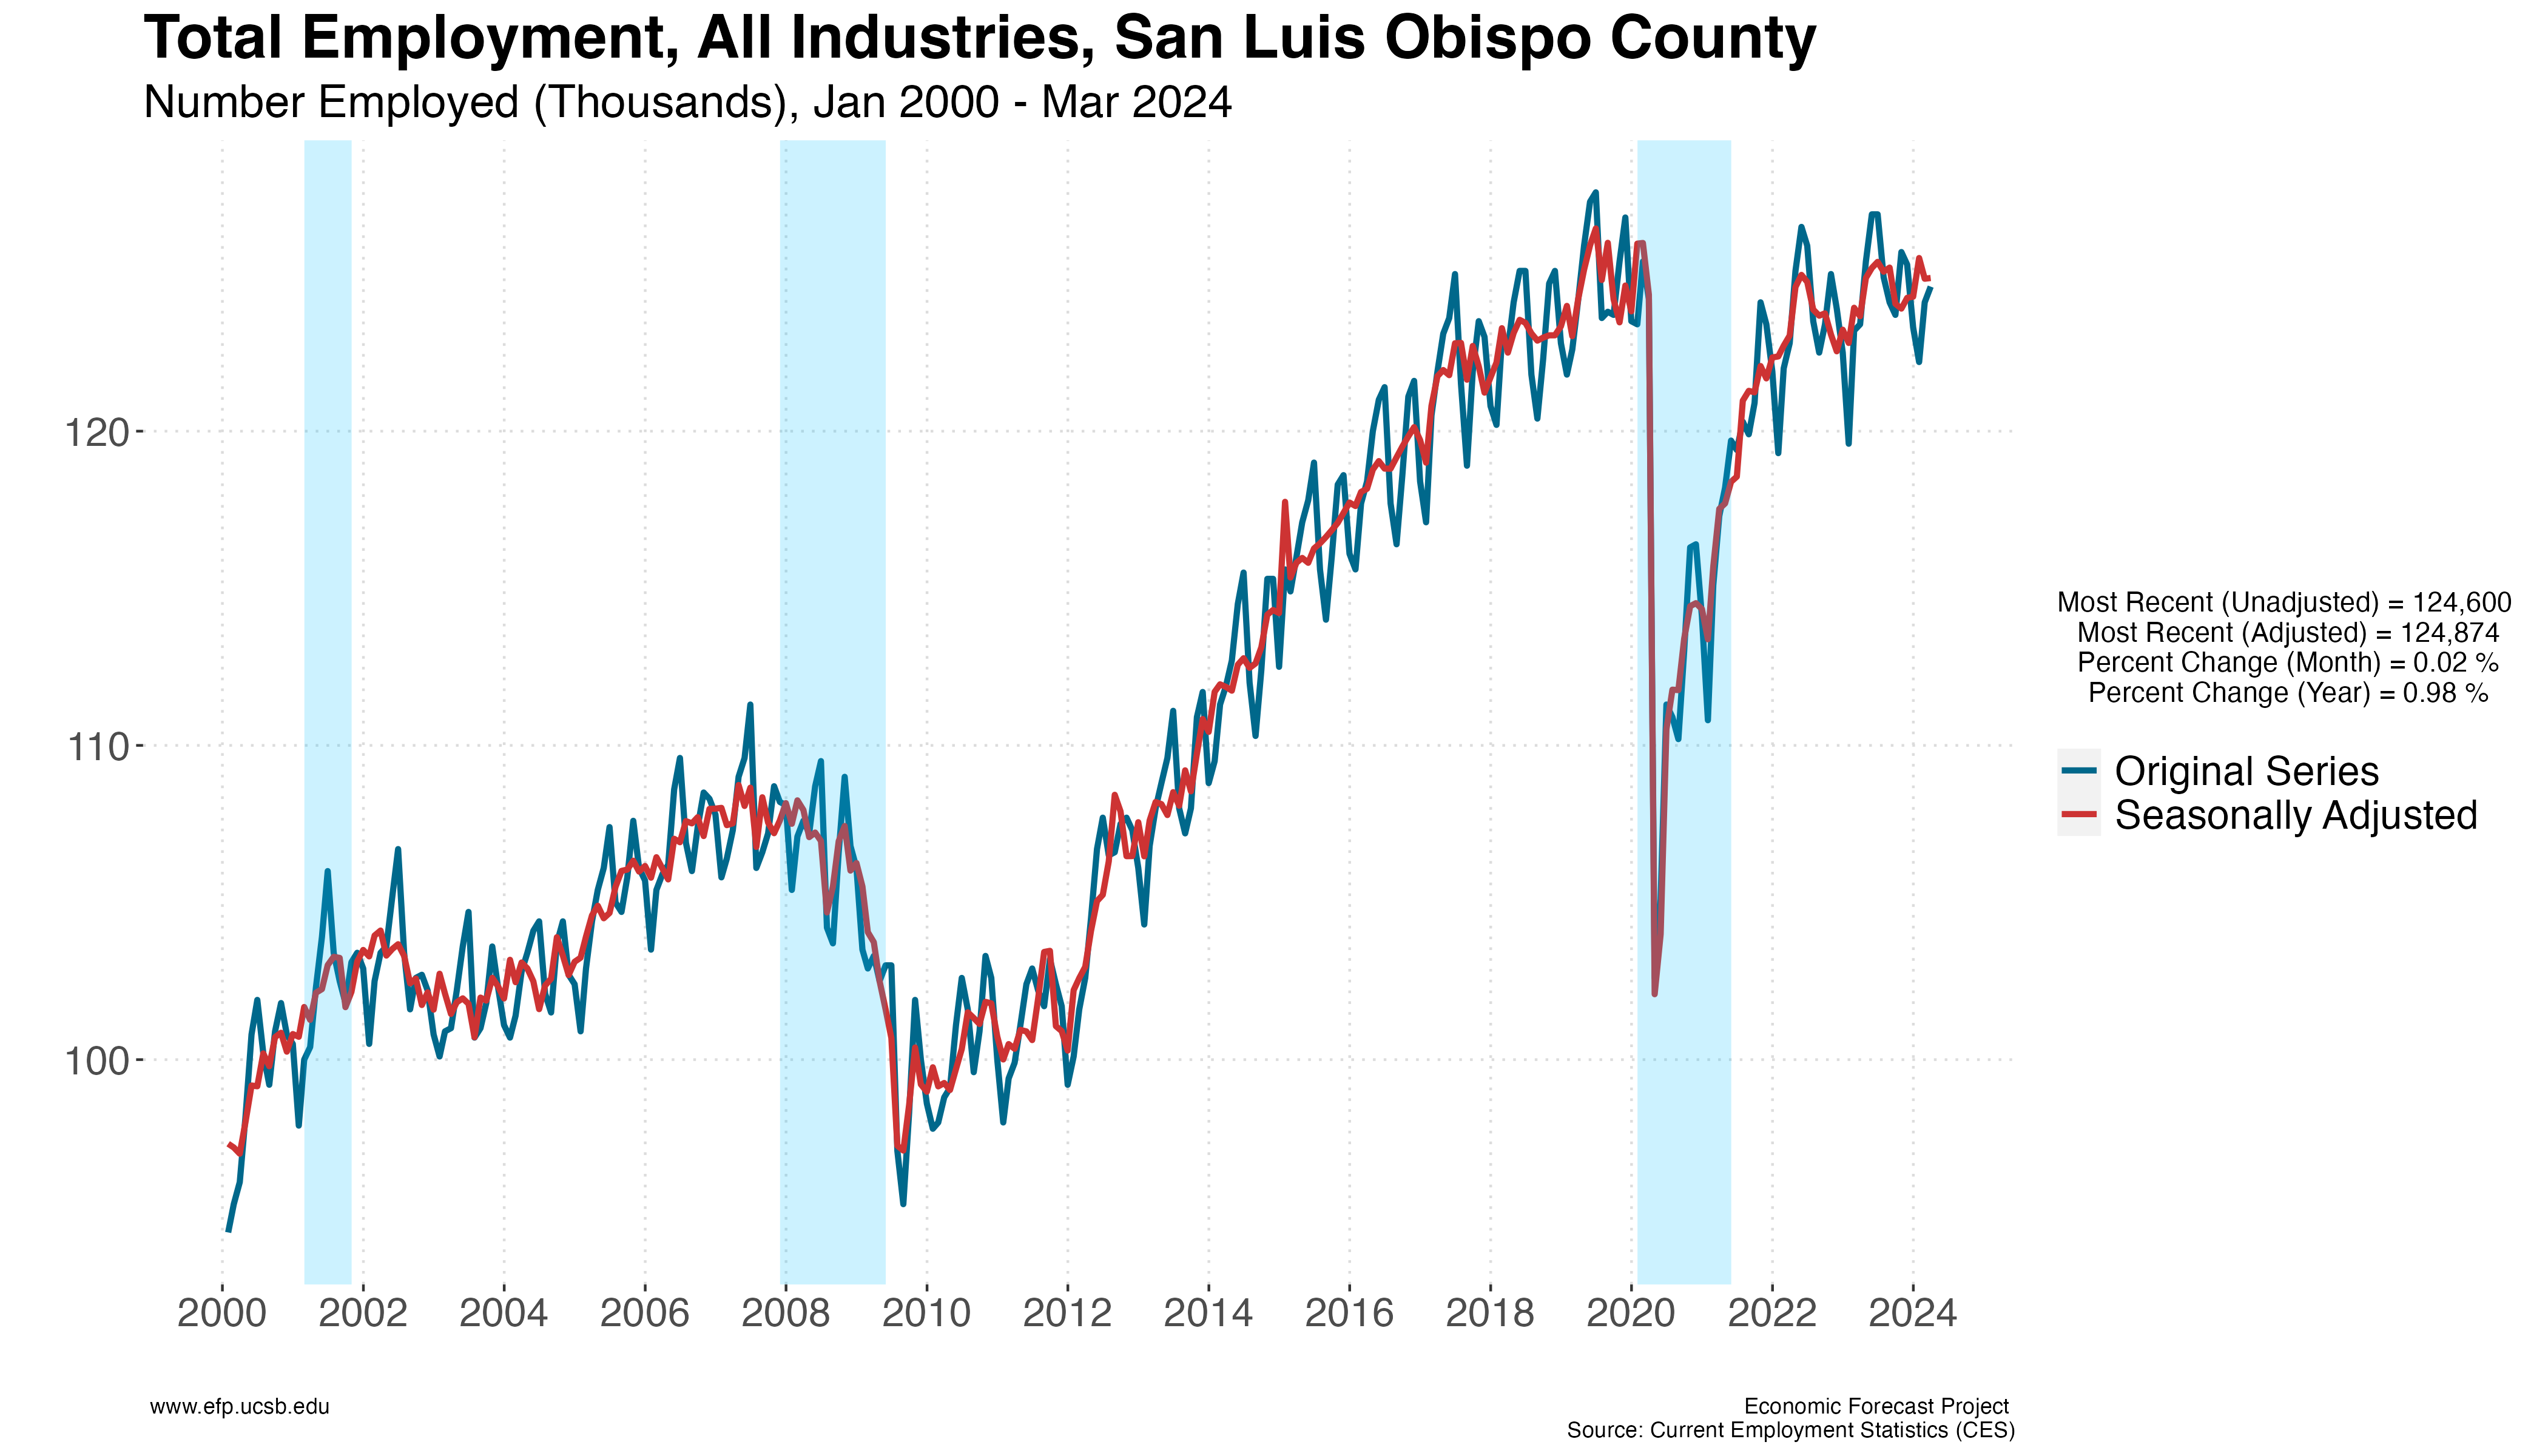 Total Employment, All Industries, San Luis Obispo County
Number Employed (Thousands), Jan 2000 - Mar 2024
120
110
100
2000 2002 2004 2006 2008 2010 2012 2014 2016 2018 2020 2022 2024
Most Recent (Unadjusted) = 124,600
Most Recent (Adjusted) = 124,874
Percent Change (Month) = 0.02 %
Percent Change (Year) = 0.98 %
Original Series
Seasonally Adjusted
www.efp.ucsb.edu
Economic Forecast Project
Source: Current Employment Statistics (CES)